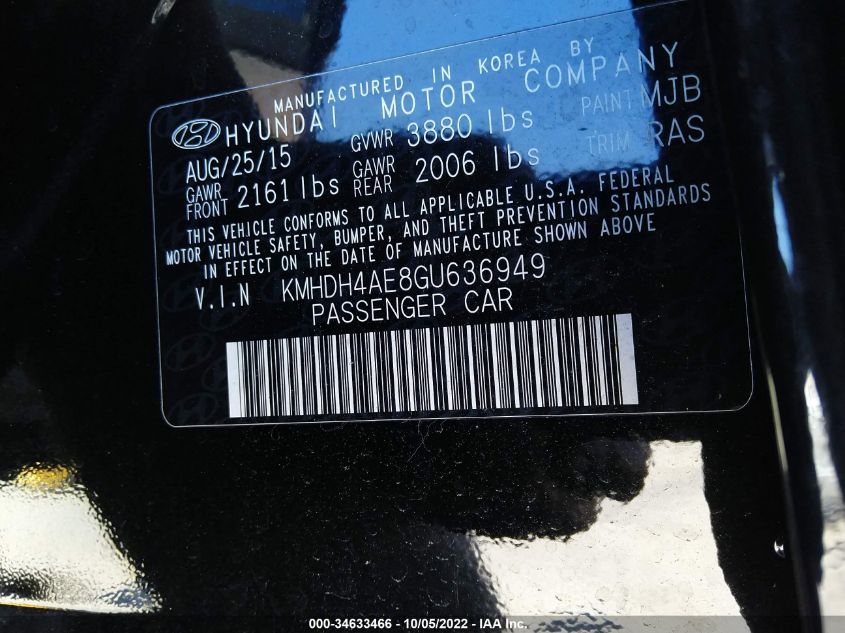 MANUFACTURED IN KOREA BY
HYUNDAI MOTOR COMPANY
AUG/25/15 GVWR 3880 lbs PAINT MJB
GAWR FRONT 2161 lbs GAWR REAR 2006 lbs TRIM RAS
THIS VEHICLE CONFORMS TO ALL APPLICABLE U.S.A. FEDERAL
MOTOR VEHICLE SAFETY, BUMPER, AND THEFT PREVENTION STANDARDS
IN EFFECT ON THE DATE OF MANUFACTURE SHOWN ABOVE
V.I.N KMHDH4AE8GU636949
PASSENGER CAR
000-34633466 - 10/05/2022 - IAA Inc.